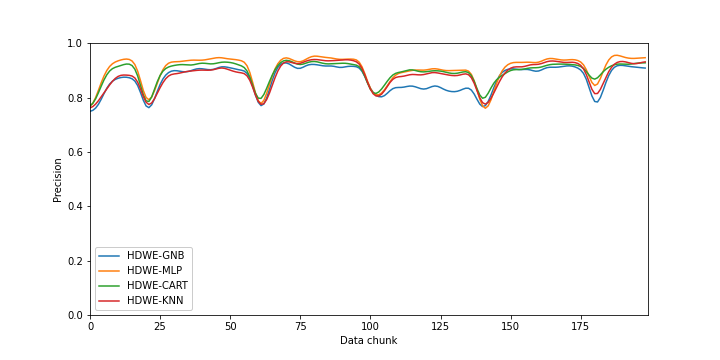 1.0
0.8
0.6
0.4
0.2
0.0
Precision
HDWE-GNB
HDWE-MLP
HDWE-CART
HDWE-KNN
0 25 50 75 100 125 150 175
Data chunk